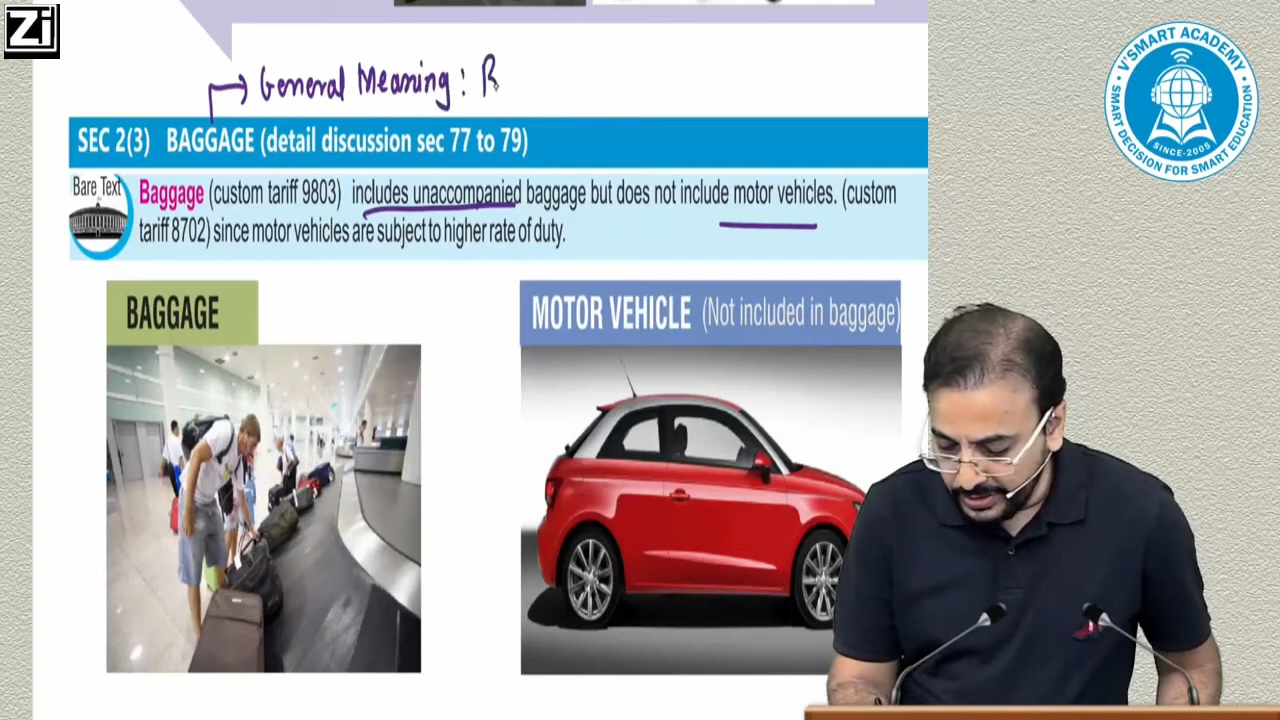 Zi
General Meaning : B
SEC 2(3) BAGGAGE (detail discussion sec 77 to 79)
Bare Text
Baggage (custom tariff 9803) includes unaccompanied baggage but does not include motor vehicles. (custom
tariff 8702) since motor vehicles are subject to higher rate of duty.
BAGGAGE
MOTOR VEHICLE (Not included in baggage)
V'SMART ACADEMY
SMART DECISION FOR SMART EDUCATION
SINCE-2005